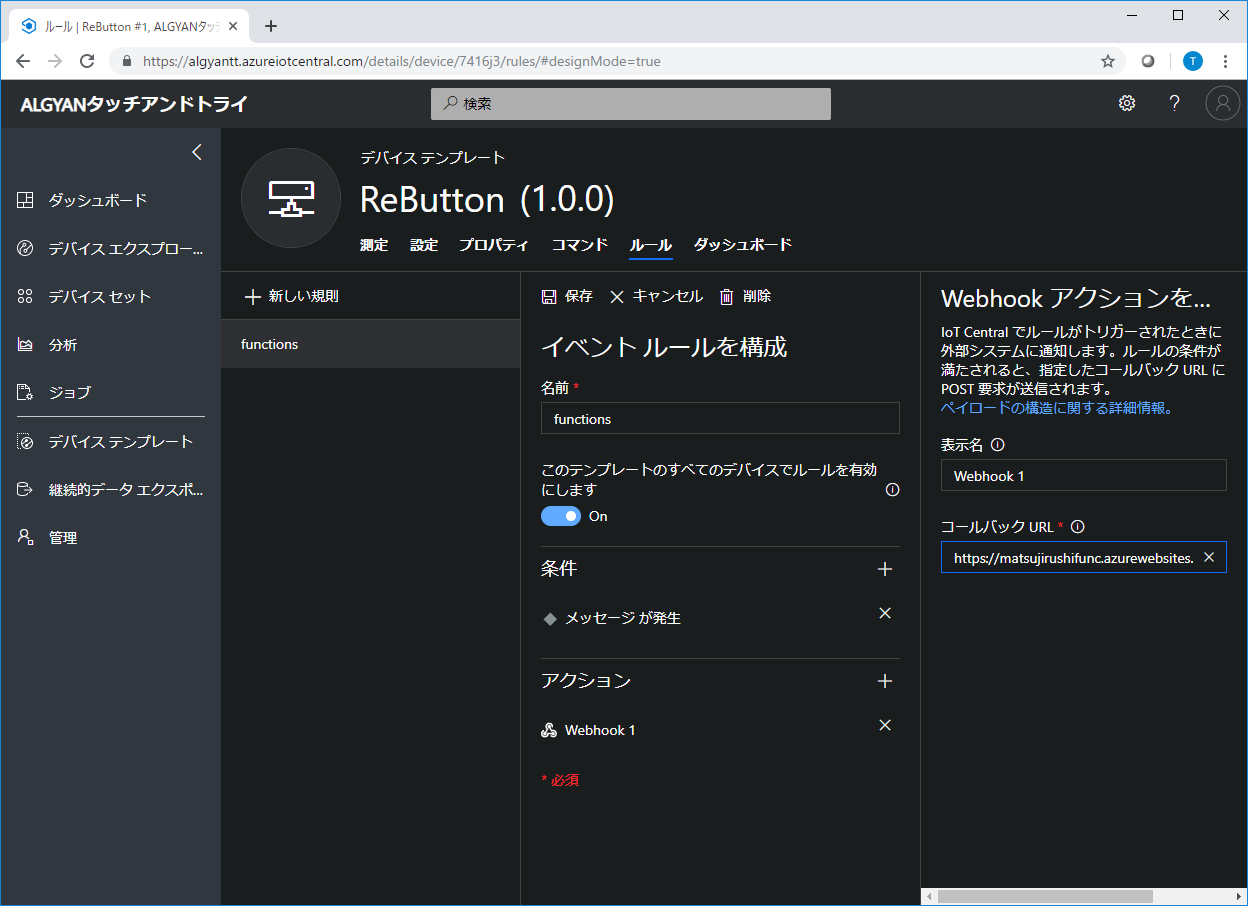 ルール | ReButton #1, ALGYANタッチ
https://algyantt.azureiotcentral.com/details/device/7416j3/rules/#designMode=true
T
ALGYANタッチアンドトライ
検索
?
デバイス テンプレート
ReButton (1.0.0)
測定 設定 プロパティ コマンド ルール ダッシュボード
ダッシュボード
デバイス エクスプロー...
デバイス セット
分析
ジョブ
デバイス テンプレート
継続的データ エクスポ...
管理
新しい規則
functions
保存 キャンセル 削除
イベント ルールを構成
名前 *
functions
このテンプレートのすべてのデバイスでルールを有効
にします
On
条件
メッセージ が発生
アクション
Webhook 1
* 必須
Webhook アクションを...
IoT Central でルールがトリガーされたときに
外部システムに通知します。ルールの条件が
満たされると、指定したコールバック URL に
POST 要求が送信されます。
ペイロードの構造に関する詳細情報。
表示名
Webhook 1
コールバック URL *
https://matsujirushifunc.azurewebsites.